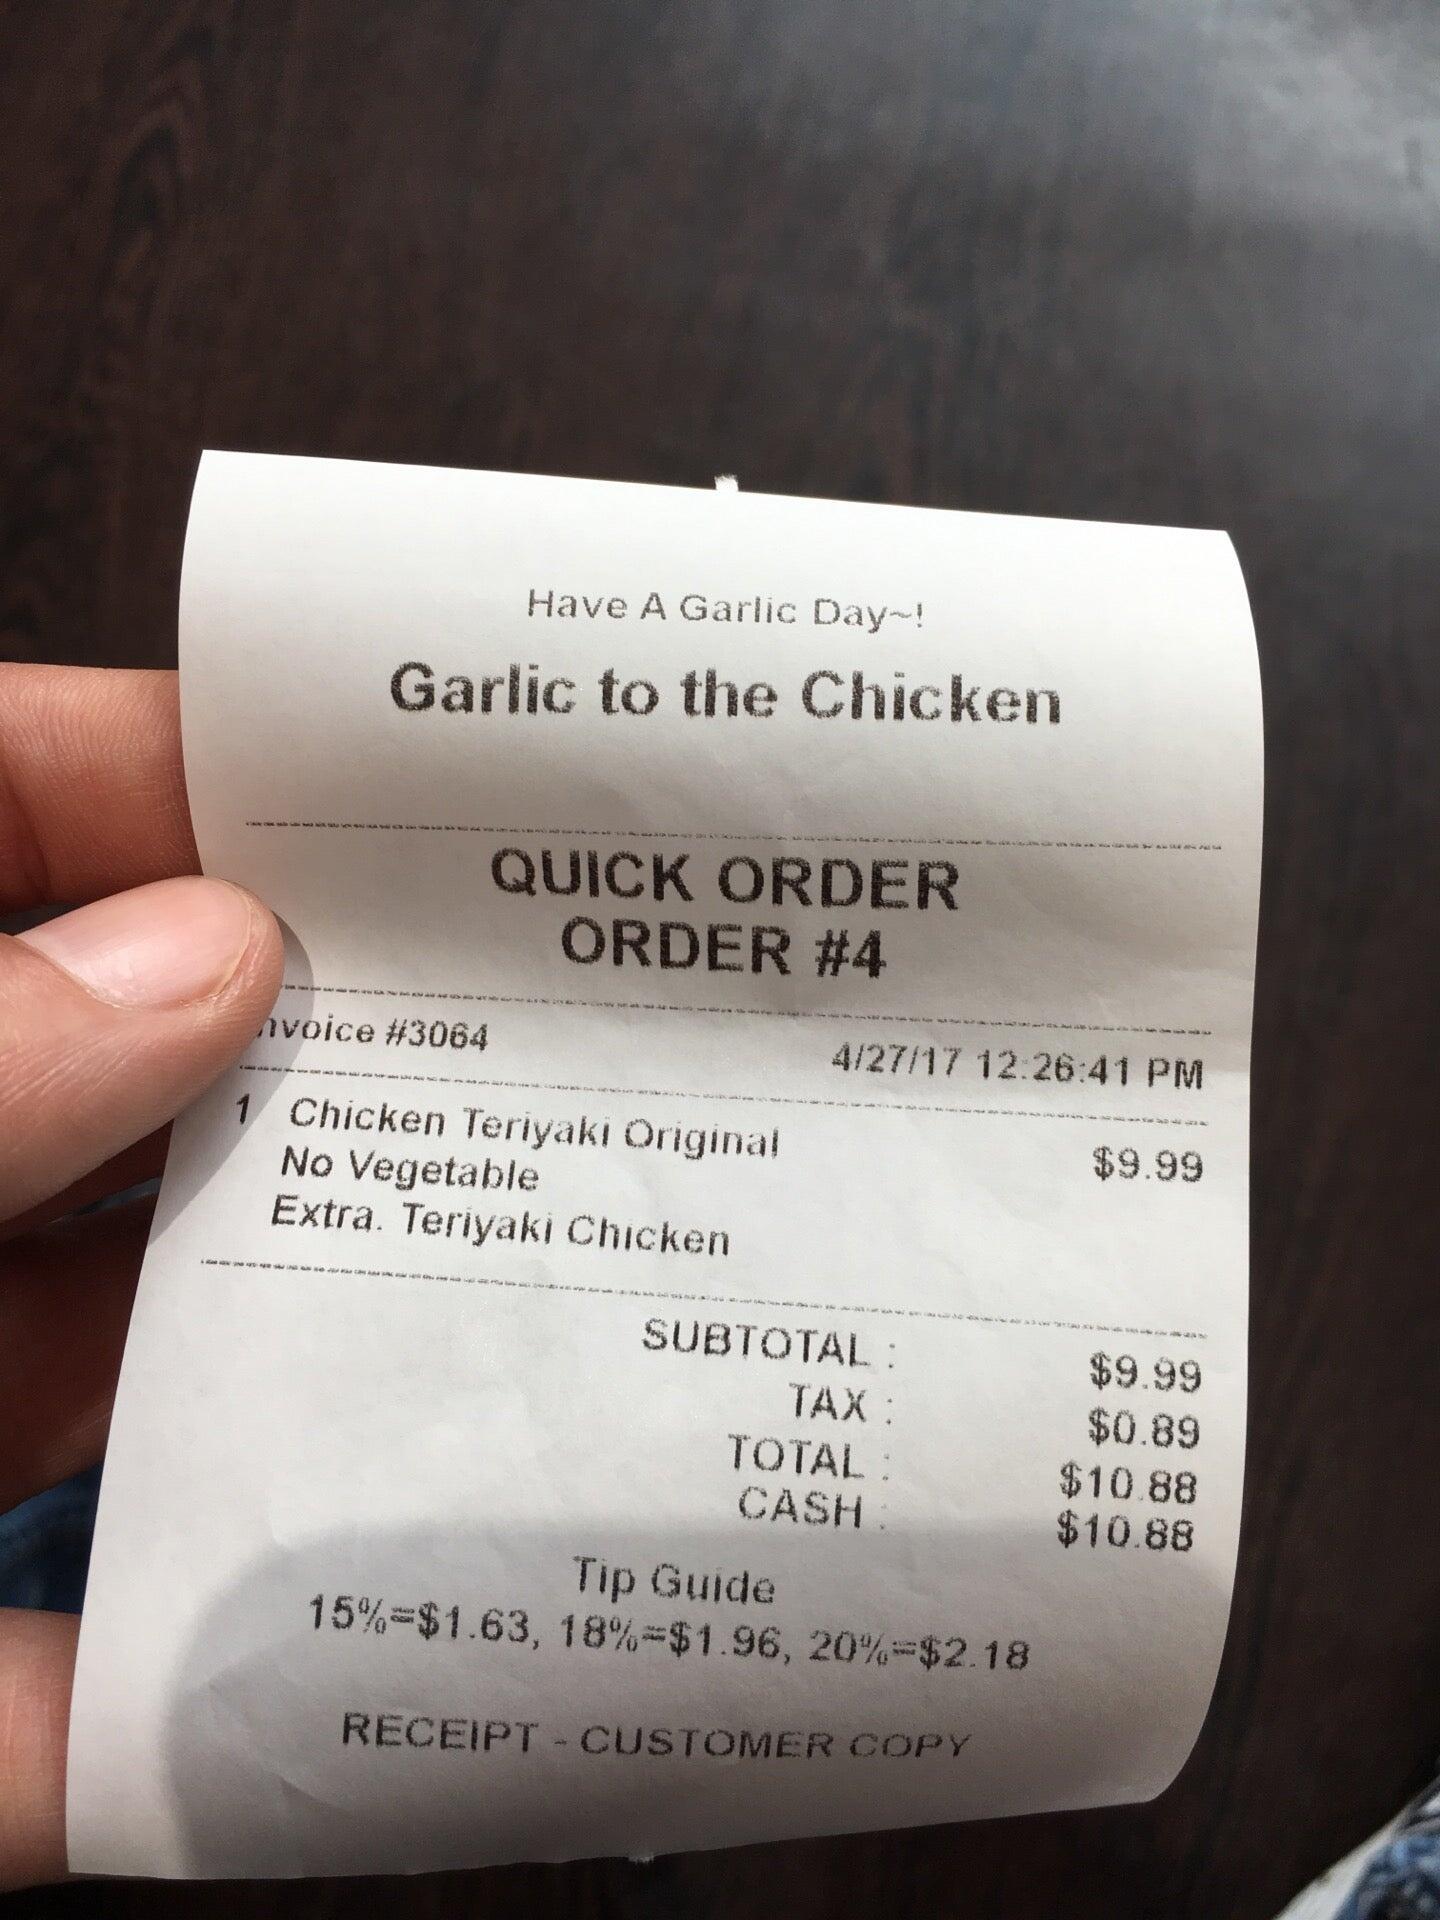 Have A Garlic Day~!
Garlic to the Chicken
QUICK ORDER
ORDER #4
nvoice #3064 4/27/17 12:26:41 PM
1 Chicken Teriyaki Original $9.99
No Vegetable
Extra. Teriyaki Chicken
SUBTOTAL : $9.99
TAX : $0.89
TOTAL : $10.88
CASH : $10.88
Tip Guide
15%=$1.63, 18%=$1.96, 20%=$2.18
RECEIPT - CUSTOMER COPY